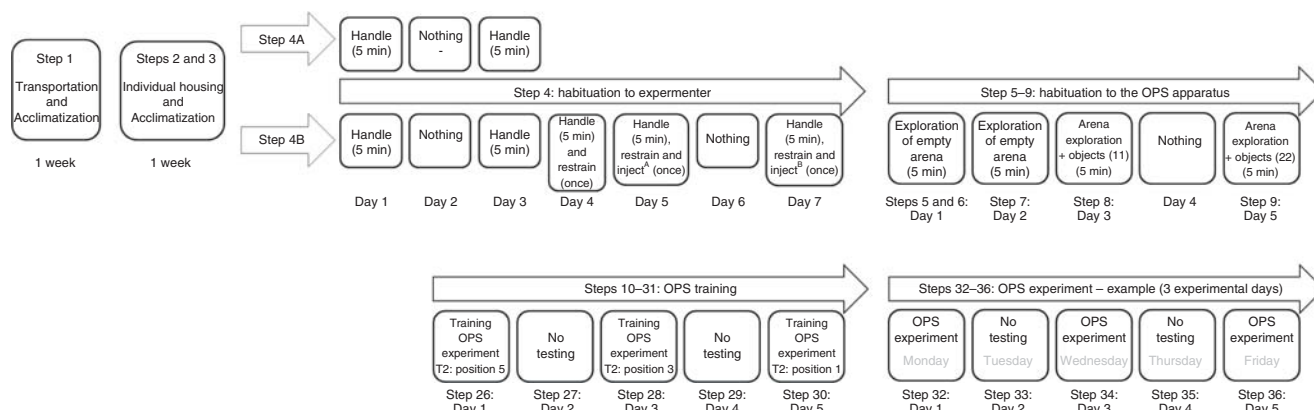 Step 1
Transportation
and
Acclimatization
1 week
Steps 2 and 3
Individual housing
and
Acclimatization
1 week
Step 4A
Handle
(5 min)
Nothing
-
Handle
(5 min)
Step 4: habituation to expermenter
Step 4B
Handle
(5 min)
Nothing
Handle
(5 min)
Handle
(5 min)
and
restrain
(once)
Handle
(5 min),
restrain and
injectᴬ (once)
Nothing
Handle
(5 min),
restrain and
injectᴮ (once)
Day 1
Day 2
Day 3
Day 4
Day 5
Day 6
Day 7
Step 5–9: habituation to the OPS apparatus
Exploration
of empty
arena
(5 min)
Exploration
of empty
arena
(5 min)
Arena
exploration
+ objects (11)
(5 min)
Nothing
Arena
exploration
+ objects (22)
(5 min)
Steps 5 and 6:
Day 1
Step 7:
Day 2
Step 8:
Day 3
Day 4
Step 9:
Day 5
Steps 10–31: OPS training
Training
OPS
experiment
T2: position 5
No
testing
Training
OPS
experiment
T2: position 3
No
testing
Training
OPS
experiment
T2: position 1
Step 26:
Day 1
Step 27:
Day 2
Step 28:
Day 3
Step 29:
Day 4
Step 30:
Day 5
Steps 32–36: OPS experiment – example (3 experimental days)
OPS
experiment
Monday
No
testing
Tuesday
OPS
experiment
Wednesday
No
testing
Thursday
OPS
experiment
Friday
Step 32:
Day 1
Step 33:
Day 2
Step 34:
Day 3
Step 35:
Day 4
Step 36:
Day 5